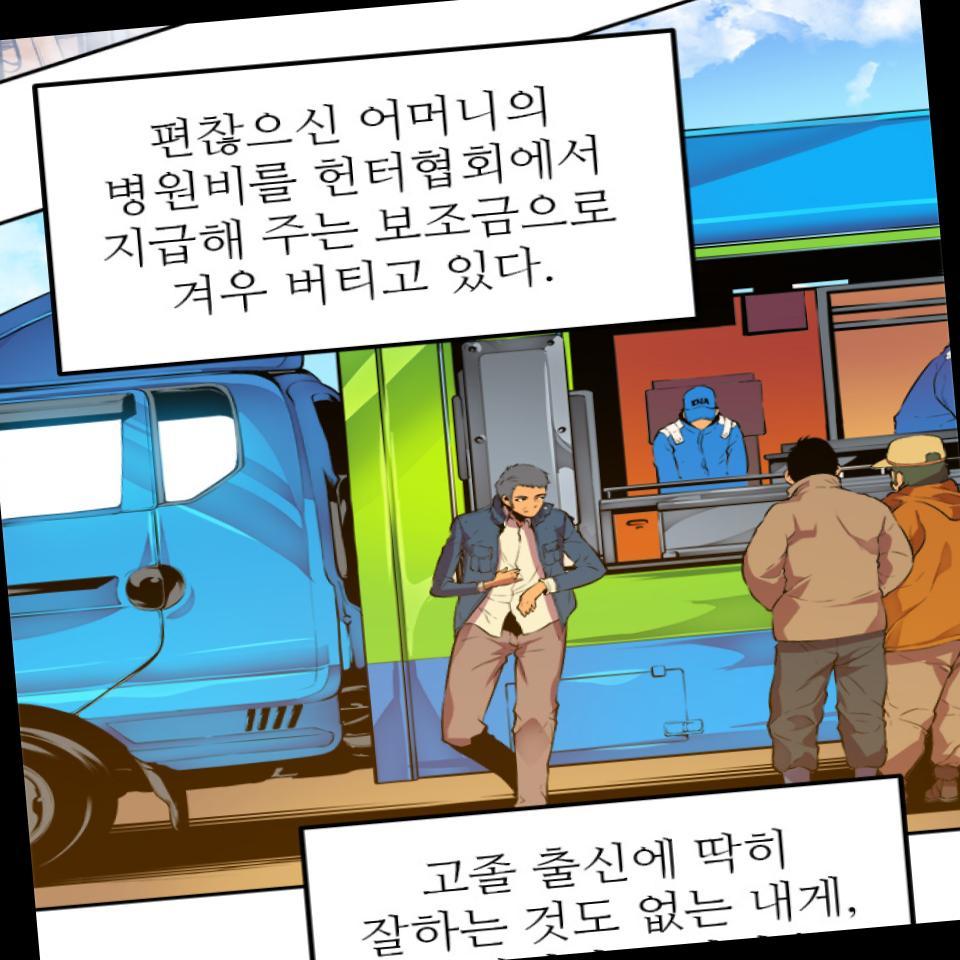 편찮으신 어머니의
병원비를 헌터협회에서
지급해 주는 보조금으로
겨우 버티고 있다.
KHA
고졸 출신에 딱히
잘하는 것도 없는 내게,